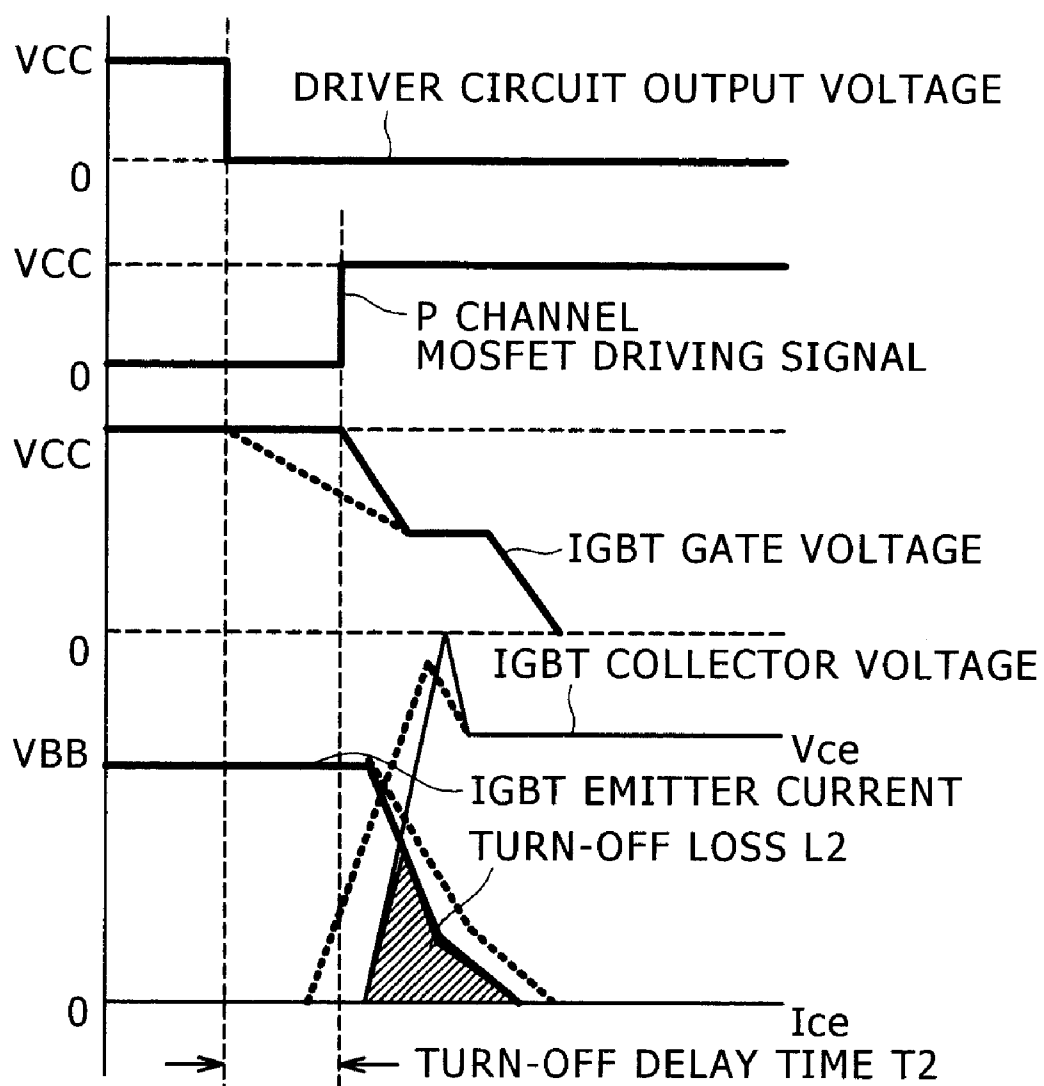 VCC
DRIVER CIRCUIT OUTPUT VOLTAGE
0
VCC
P CHANNEL
MOSFET DRIVING SIGNAL
0
VCC
IGBT GATE VOLTAGE
0
IGBT COLLECTOR VOLTAGE
VBB
Vce
IGBT EMITTER CURRENT
TURN-OFF LOSS L2
0
Ice
TURN-OFF DELAY TIME T2